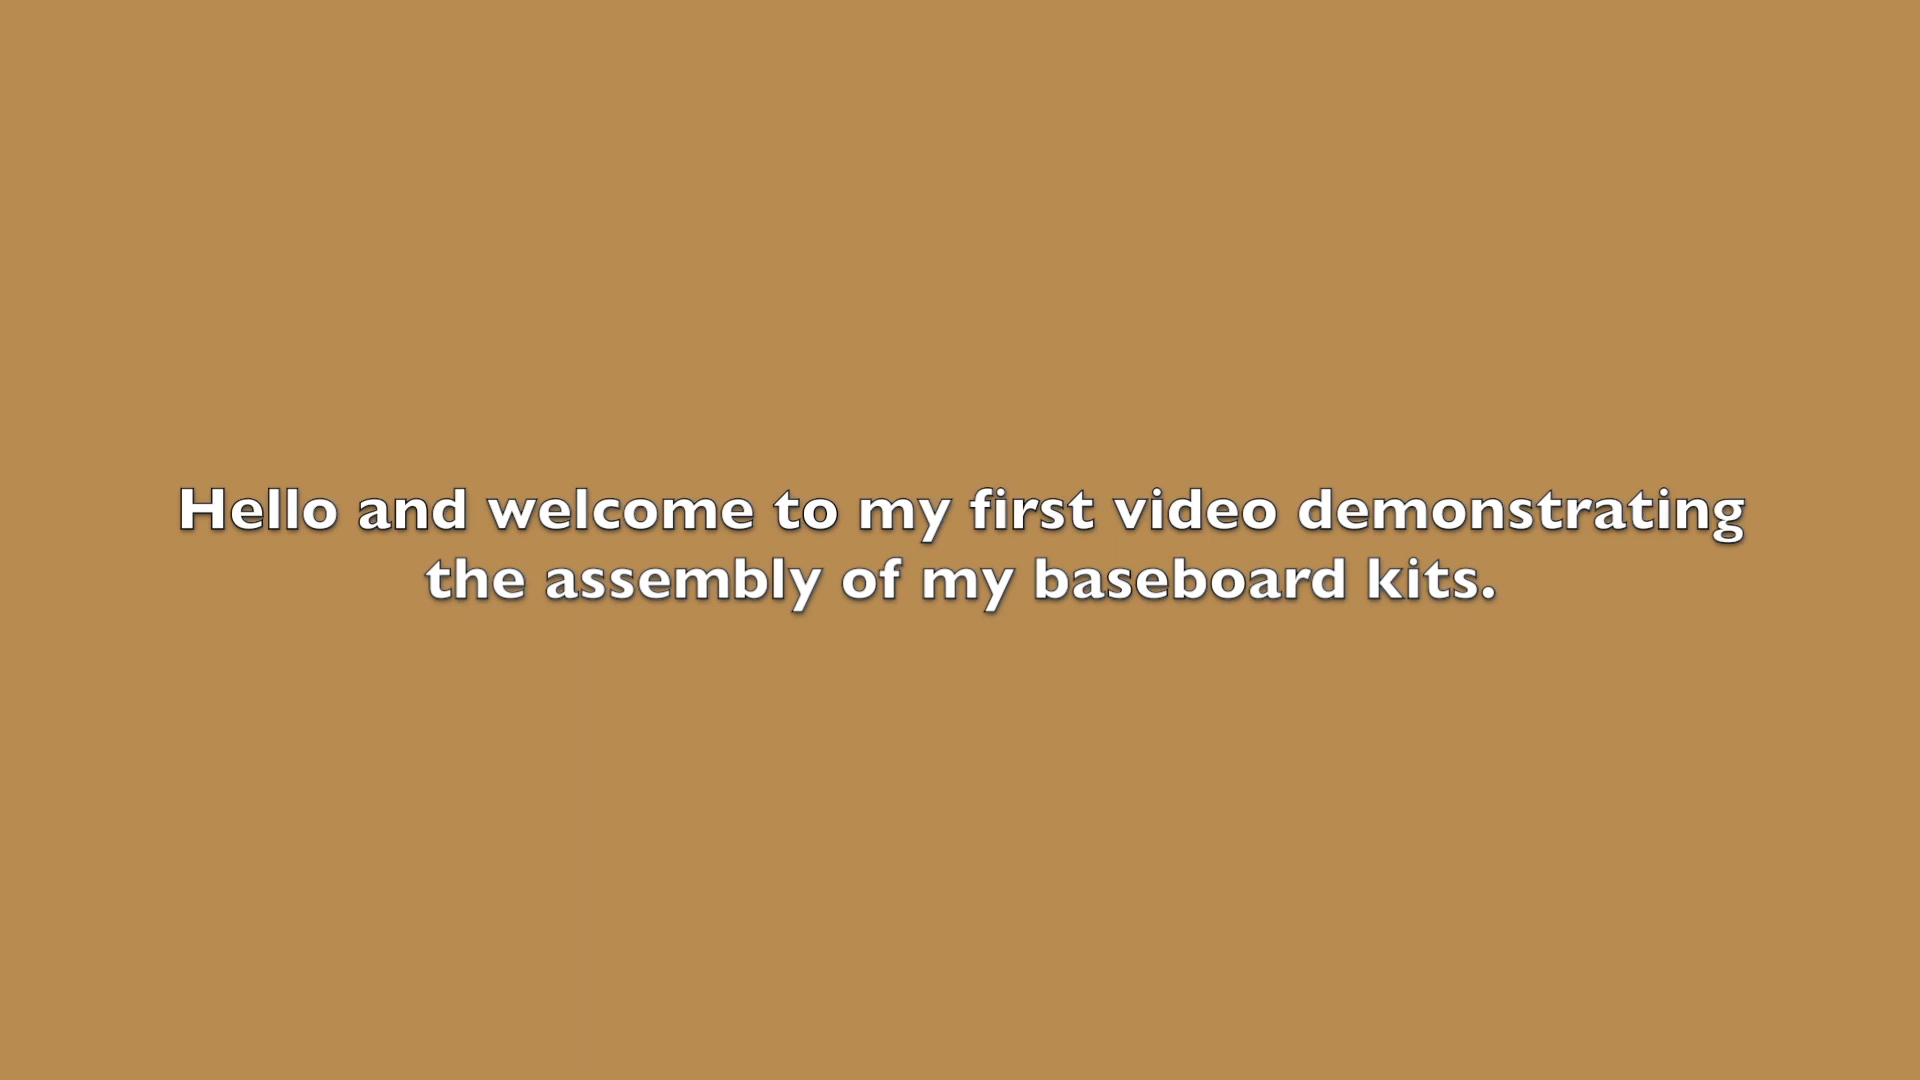 Hello and welcome to my first video demonstrating
the assembly of my baseboard kits.